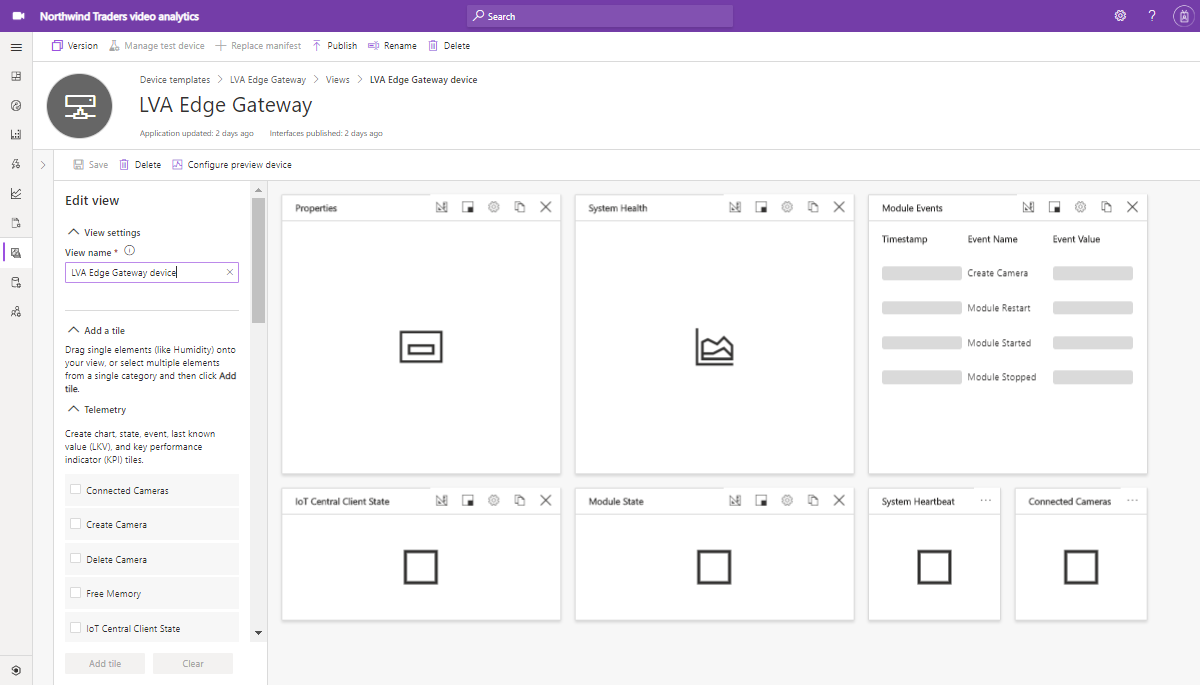 Northwind Traders video analytics
Search
?
Version
Manage test device
Replace manifest
Publish
Rename
Delete
Device templates > LVA Edge Gateway > Views > LVA Edge Gateway device
LVA Edge Gateway
Application updated: 2 days ago
Interfaces published: 2 days ago
Save
Delete
Configure preview device
Edit view
View settings
View name *
LVA Edge Gateway device
Add a tile
Drag single elements (like Humidity) onto
your view, or select multiple elements
from a single category and then click Add
tile.
Telemetry
Create chart, state, event, last known
value (LKV), and key performance
indicator (KPI) tiles.
Connected Cameras
Create Camera
Delete Camera
Free Memory
IoT Central Client State
Add tile
Clear
Properties
System Health
Module Events
Timestamp Event Name Event Value
Create Camera
Module Restart
Module Started
Module Stopped
IoT Central Client State
Module State
System Heartbeat
Connected Cameras